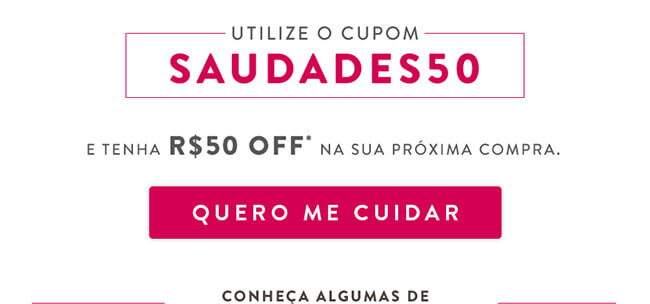 UTILIZE O CUPOM
SAUDADES50
E TENHA R$50 OFF* NA SUA PRÓXIMA COMPRA.
QUERO ME CUIDAR
CONHEÇA ALGUMAS DE